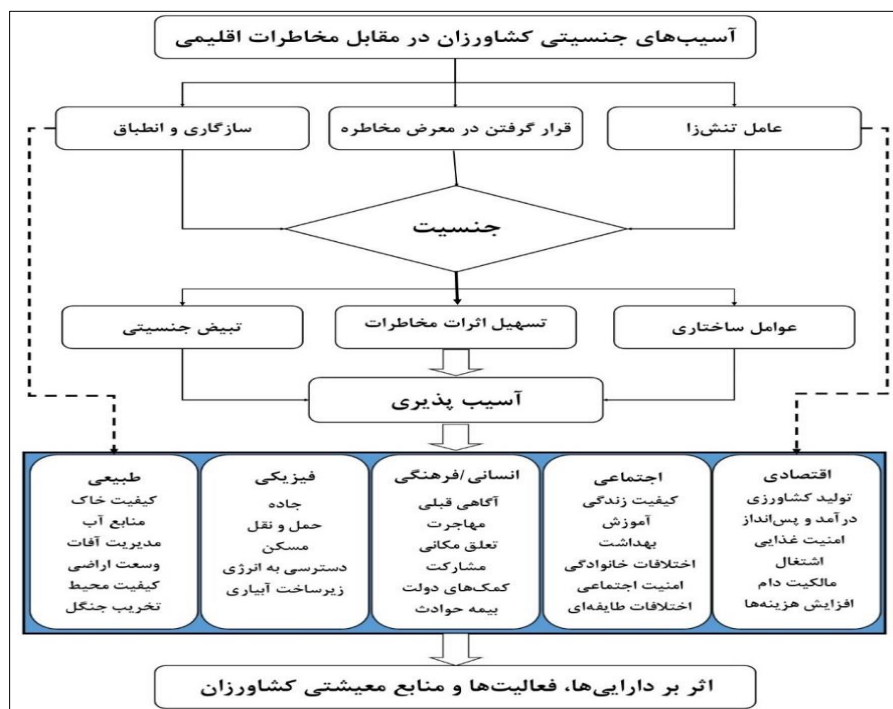 آسیب‌های جنسیتی کشاورزان در مقابل مخاطرات اقلیمی
عامل تنش‌زا
قرار گرفتن در معرض مخاطره
سازگاری و انطباق
جنسیت
عوامل ساختاری
تسهیل اثرات مخاطرات
تبیض جنسیتی
آسیب پذیری
اقتصادی
تولید کشاورزی
درآمد و پس‌انداز
امنیت غذایی
اشتغال
مالکیت دام
افزایش هزینه‌ها
اجتماعی
کیفیت زندگی
آموزش
بهداشت
اختلافات خانوادگی
امنیت اجتماعی
اختلافات طایفه‌ای
انسانی/فرهنگی
آگاهی قبلی
مهاجرت
تعلق مکانی
مشارکت
کمک‌های دولت
بیمه حوادث
فیزیکی
جاده
حمل و نقل
مسکن
دسترسی به انرژی
زیرساخت آبیاری
طبیعی
کیفیت خاک
منابع آب
مدیریت آفات
وسعت اراضی
کیفیت محیط
تخریب جنگل
اثر بر دارایی‌ها، فعالیت‌ها و منابع معیشتی کشاورزان